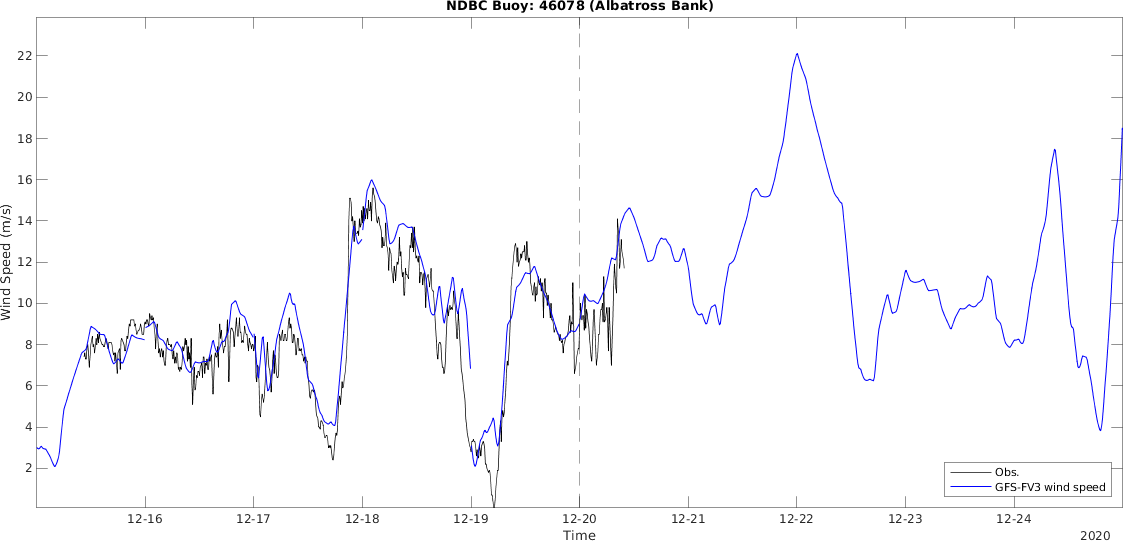 NDBC Buoy: 46078 (Albatross Bank)
Wind Speed (m/s)
22
20
18
16
14
12
10
8
6
4
2
12-16 12-17 12-18 12-19 12-20 12-21 12-22 12-23 12-24
Time
2020
Obs.
GFS-FV3 wind speed